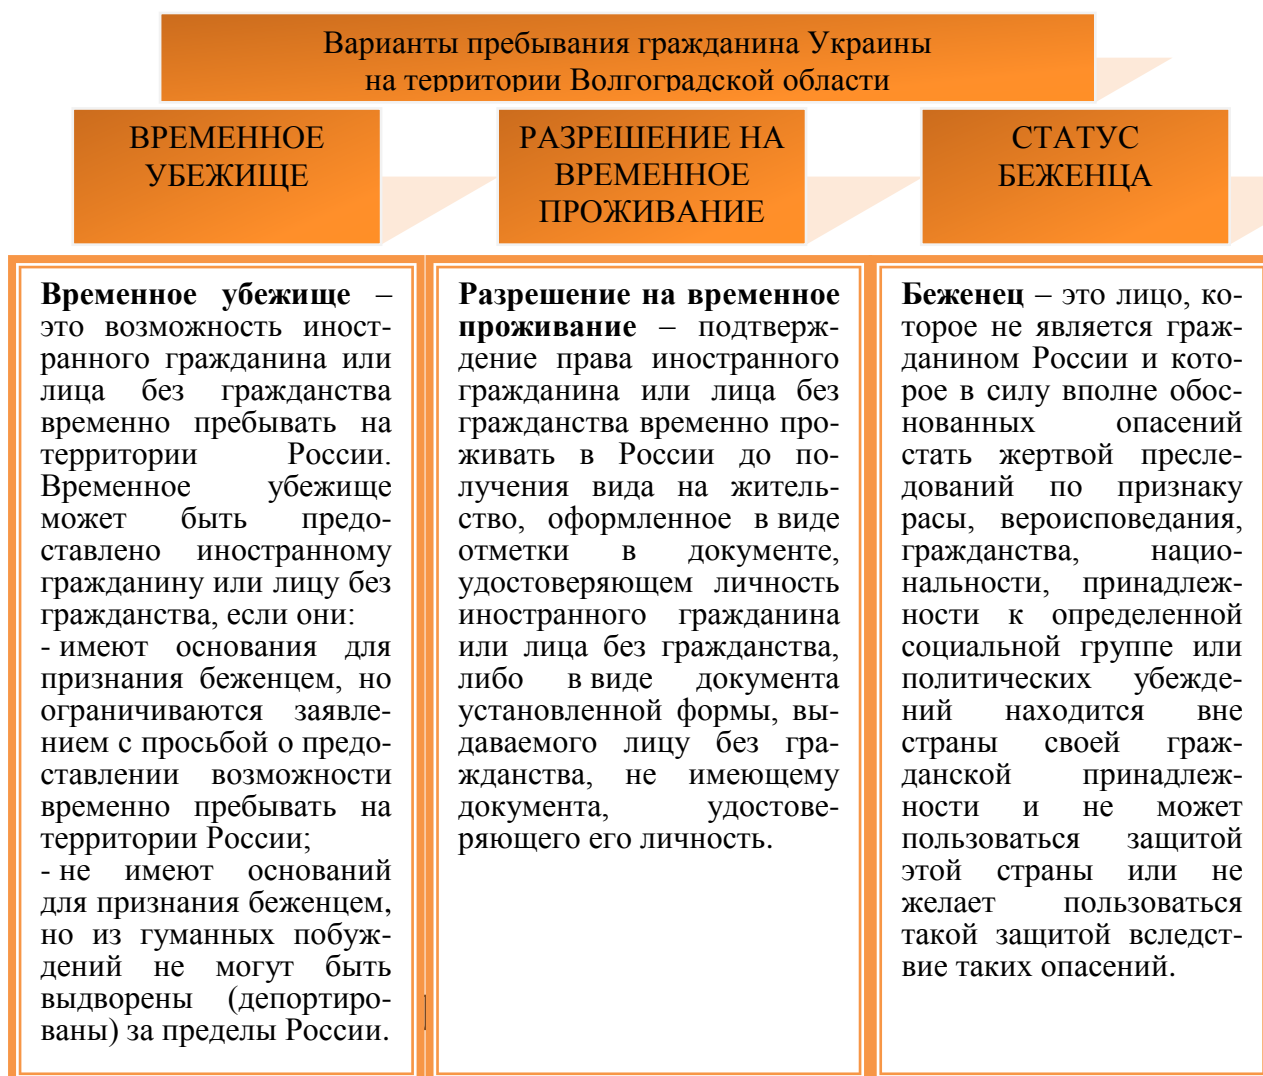 Варианты пребывания гражданина Украины
на территории Волгоградской области
ВРЕМЕННОЕ
УБЕЖИЩЕ
РАЗРЕШЕНИЕ НА
ВРЕМЕННОЕ
ПРОЖИВАНИЕ
СТАТУС
БЕЖЕНЦА
Временное убежище –
это возможность иност-
ранного гражданина или
лица без гражданства
временно пребывать на
территории России.
Временное убежище
может быть предо-
ставлено иностранному
гражданину или лицу без
гражданства, если они:
- имеют основания для
признания беженцем, но
ограничиваются заявле-
нием с просьбой о предо-
ставлении возможности
временно пребывать на
территории России;
- не имеют оснований
для признания беженцем,
но из гуманных побуж-
дений не могут быть
выдворены (депортиро-
ваны) за пределы России.
Разрешение на временное
проживание – подтверж-
дение права иностранного
гражданина или лица без
гражданства временно про-
живать в России до по-
лучения вида на житель-
ство, оформленное в виде
отметки в документе,
удостоверяющем личность
иностранного гражданина
или лица без гражданства,
либо в виде документа
установленной формы, вы-
даваемого лицу без гра-
жданства, не имеющему
документа, удостове-
ряющего его личность.
Беженец – это лицо, ко-
торое не является граж-
данином России и кото-
рое в силу вполне обос-
нованных опасений
стать жертвой пресле-
дований по признаку
расы, вероисповедания,
гражданства, нацио-
нальности, принадлеж-
ности к определенной
социальной группе или
политических убежде-
ний находится вне
страны своей граж-
данской принадлеж-
ности и не может
пользоваться защитой
этой страны или не
желает пользоваться
такой защитой вследст-
вие таких опасений.